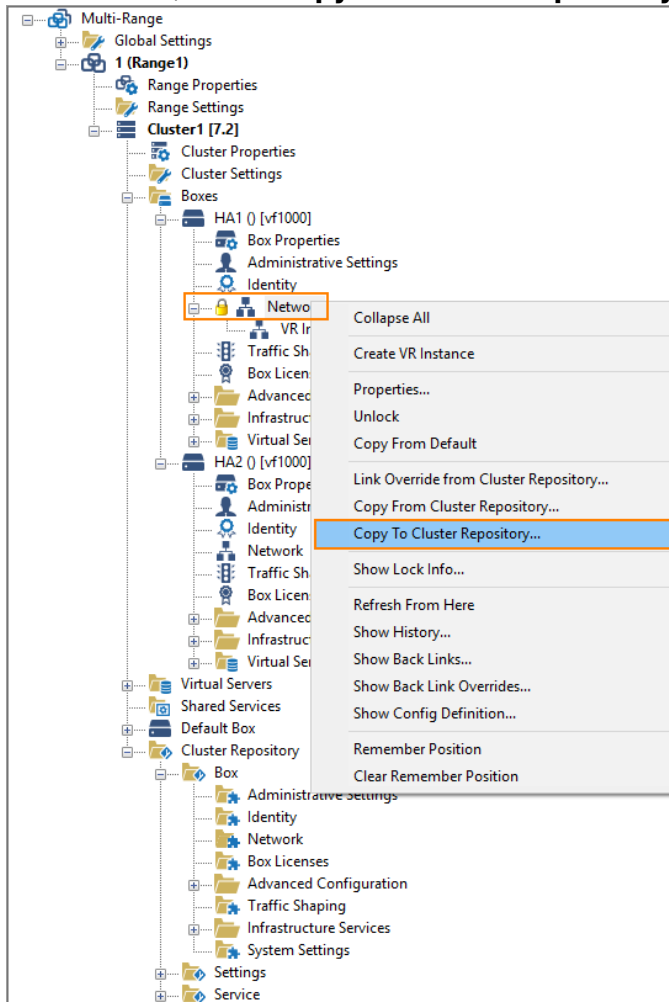 Multi-Range
Global Settings
1 (Range1)
Range Properties
Range Settings
Cluster1 [7.2]
Cluster Properties
Cluster Settings
Boxes
HA1 () [vf1000]
Box Properties
Administrative Settings
Identity
Netwo
VR In
Traffic Sh
Box Licen
Advanced
Infrastruc
Virtual Ser
HA2 () [vf1000]
Box Prope
Administr
Identity
Network
Traffic Sh
Box Licen
Advanced
Infrastruc
Virtual Ser
Virtual Servers
Shared Services
Default Box
Cluster Repository
Box
Administrative Settings
Identity
Network
Box Licenses
Advanced Configuration
Traffic Shaping
Infrastructure Services
System Settings
Settings
Service
Collapse All
Create VR Instance
Properties...
Unlock
Copy From Default
Link Override from Cluster Repository...
Copy From Cluster Repository...
Copy To Cluster Repository...
Show Lock Info...
Refresh From Here
Show History...
Show Back Links...
Show Back Link Overrides...
Show Config Definition...
Remember Position
Clear Remember Position